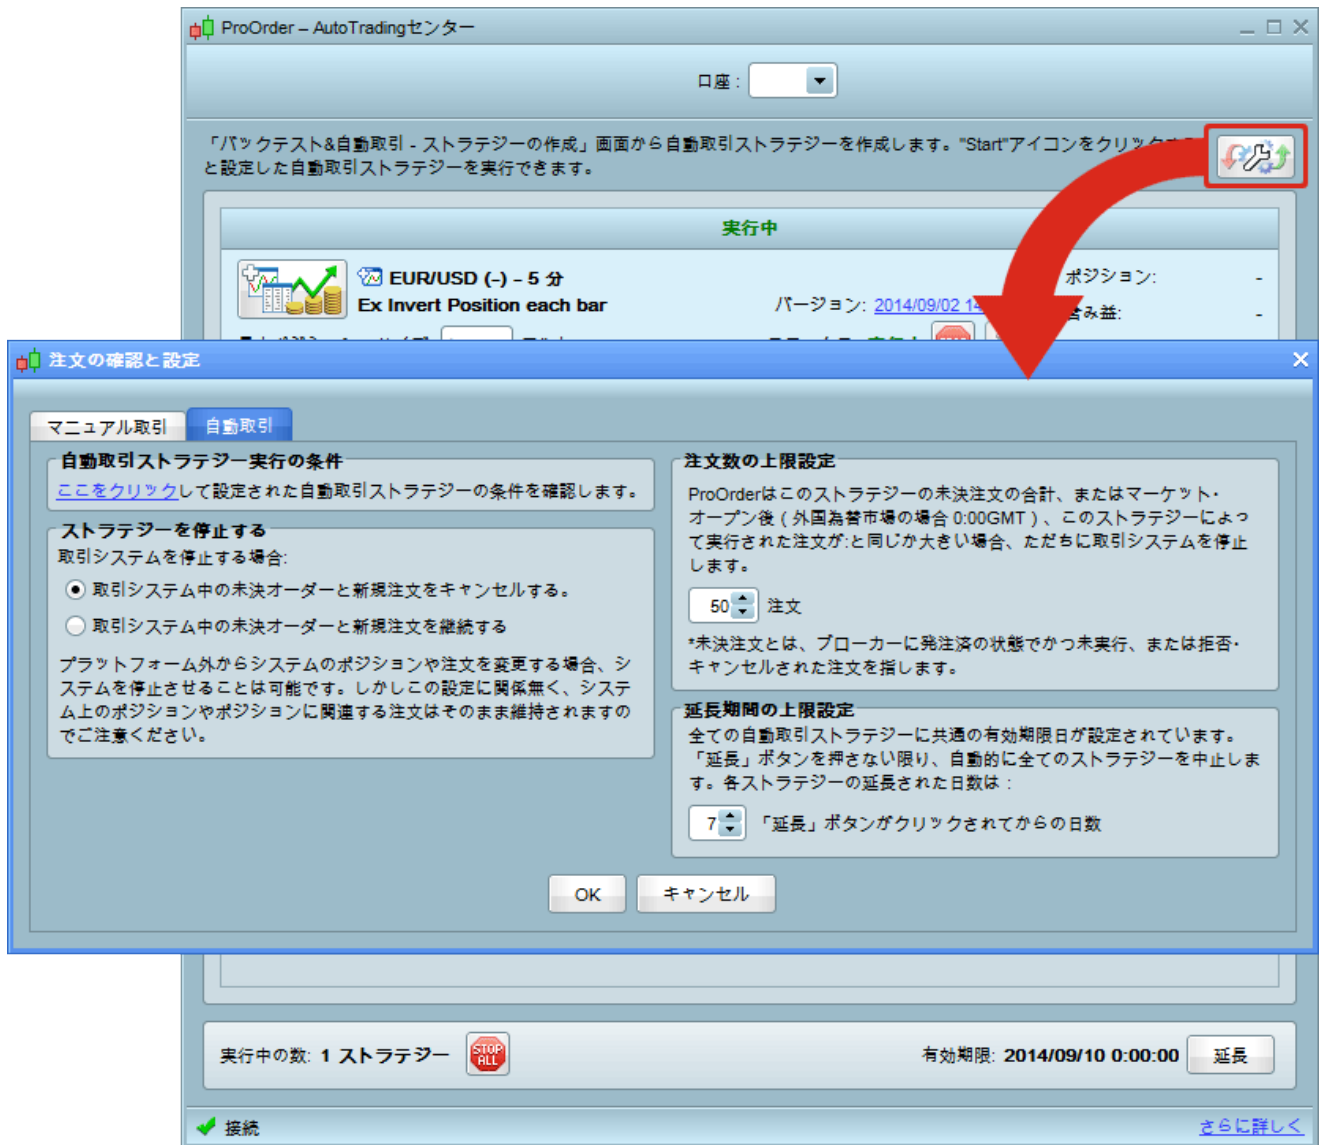 ProOrder – AutoTradingセンター
口座 :
「バックテスト&自動取引 - ストラテジーの作成」画面から自動取引ストラテジーを作成します。"Start"アイコンをクリック
と設定した自動取引ストラテジーを実行できます。
実行中
EUR/USD (-) – 5 分
ポジション: -
Ex Invert Position each bar
バージョン: 2014/09/02 14
含み益: -
注文の確認と設定
マニュアル取引
自動取引
自動取引ストラテジー実行の条件
ここをクリックして設定された自動取引ストラテジーの条件を確認します。
ストラテジーを停止する
取引システムを停止する場合:
取引システム中の未決オーダーと新規注文をキャンセルする。
取引システム中の未決オーダーと新規注文を継続する
プラットフォーム外からシステムのポジションや注文を変更する場合、シ
ステムを停止させることは可能です。しかしこの設定に関係無く、システ
ム上のポジションやポジションに関連する注文はそのまま維持されますの
でご注意ください。
注文数の上限設定
ProOrderはこのストラテジーの未決注文の合計、またはマーケット・
オープン後 ( 外国為替市場の場合 0:00GMT ) 、このストラテジーによっ
て実行された注文が:と同じか大きい場合、ただちに取引システムを停止
します。
50 注文
*未決注文とは、ブローカーに発注済の状態でかつ未実行、または拒否・
キャンセルされた注文を指します。
延長期間の上限設定
全ての自動取引ストラテジーに共通の有効期限日が設定されています。
「延長」ボタンを押さない限り、自動的に全てのストラテジーを中止しま
す。各ストラテジーの延長された日数は :
7 「延長」ボタンがクリックされてからの日数
OK
キャンセル
実行中の数: 1 ストラテジー
STOP
ALL
有効期限: 2014/09/10 0:00:00
延長
接続
さらに詳しく